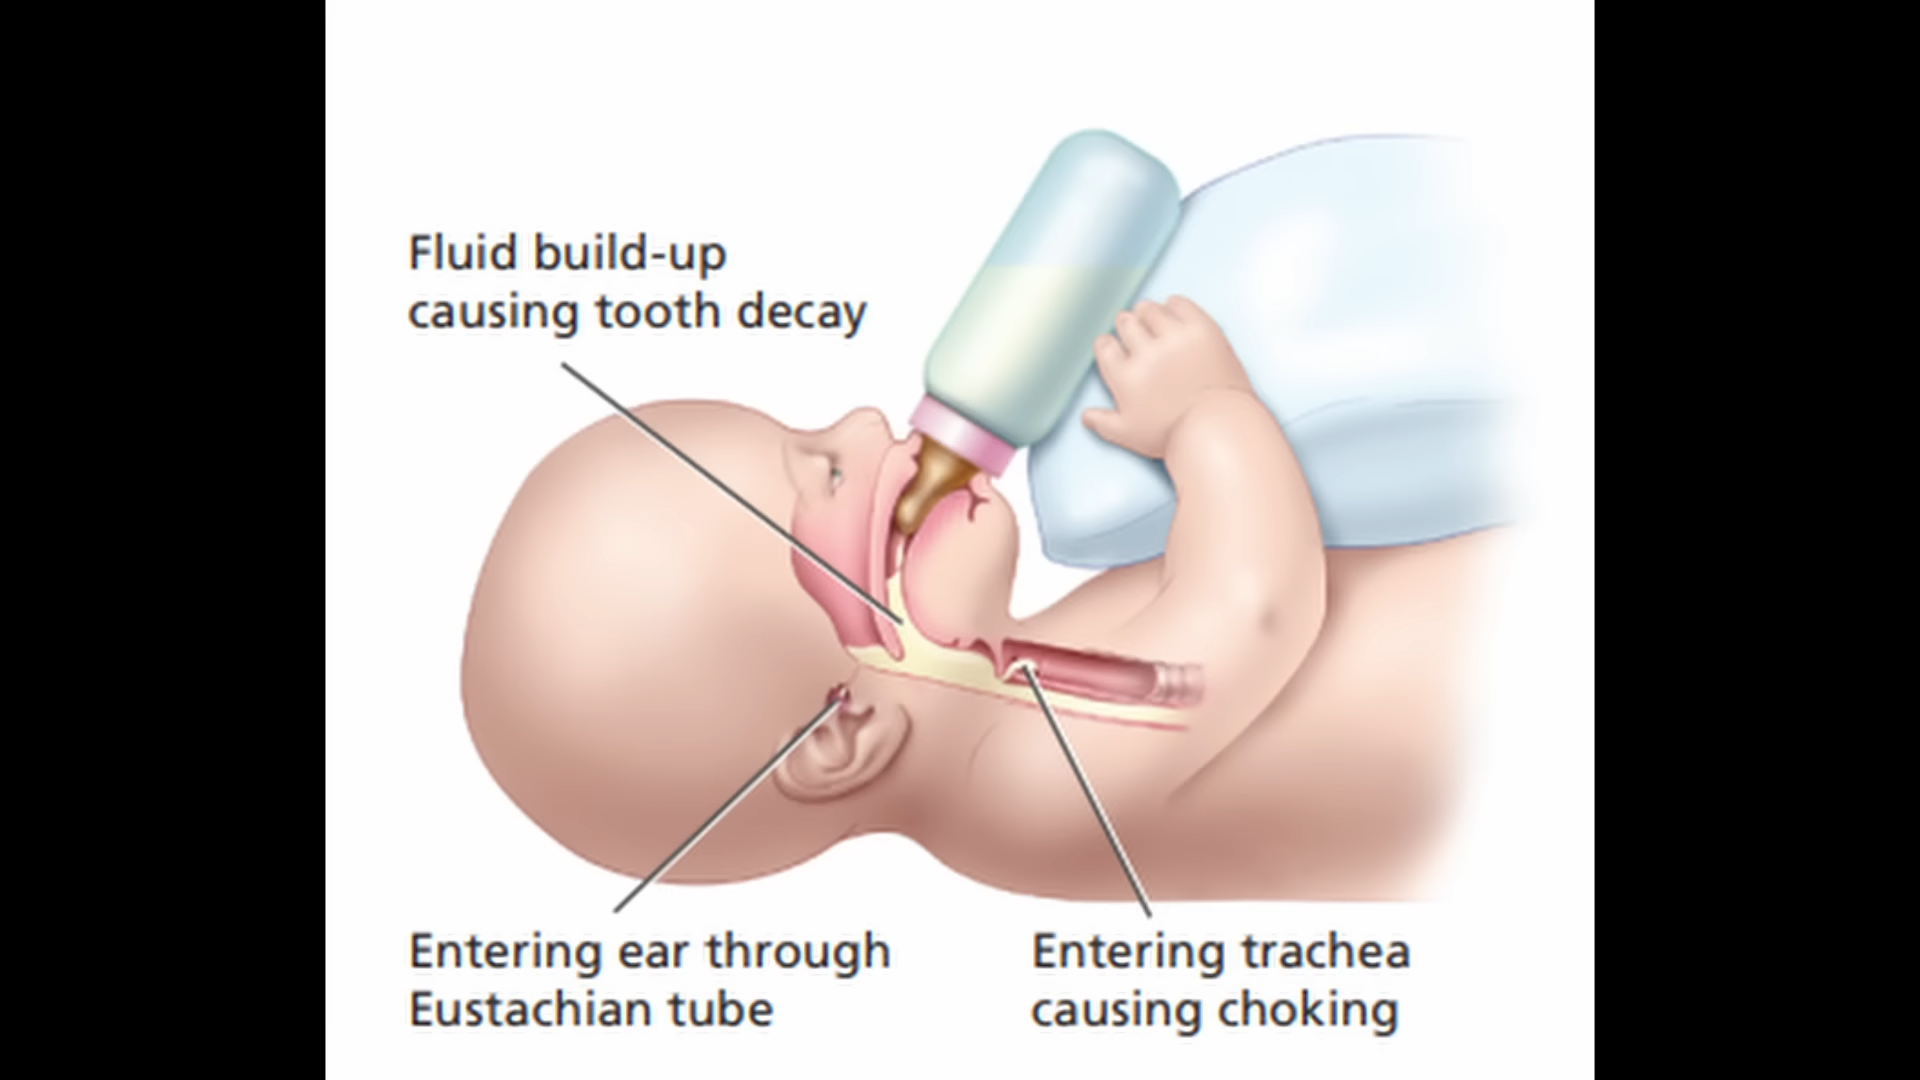 Fluid build-up
causing tooth decay
Entering ear through
Eustachian tube
Entering trachea
causing choking